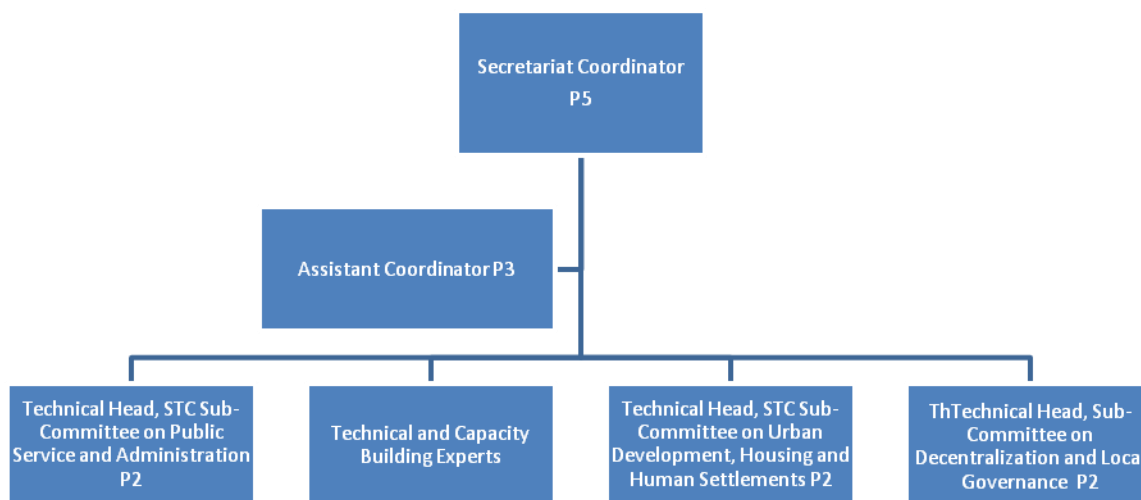 Secretariat Coordinator
P5
Assistant Coordinator P3
Technical Head, STC Sub-
Committee on Public
Service and Administration
P2
Technical and Capacity
Building Experts
Technical Head, STC Sub-
Committee on Urban
Development, Housing and
Human Settlements P2
ThTechnical Head, Sub-
Committee on
Decentralization and Local
Governance P2